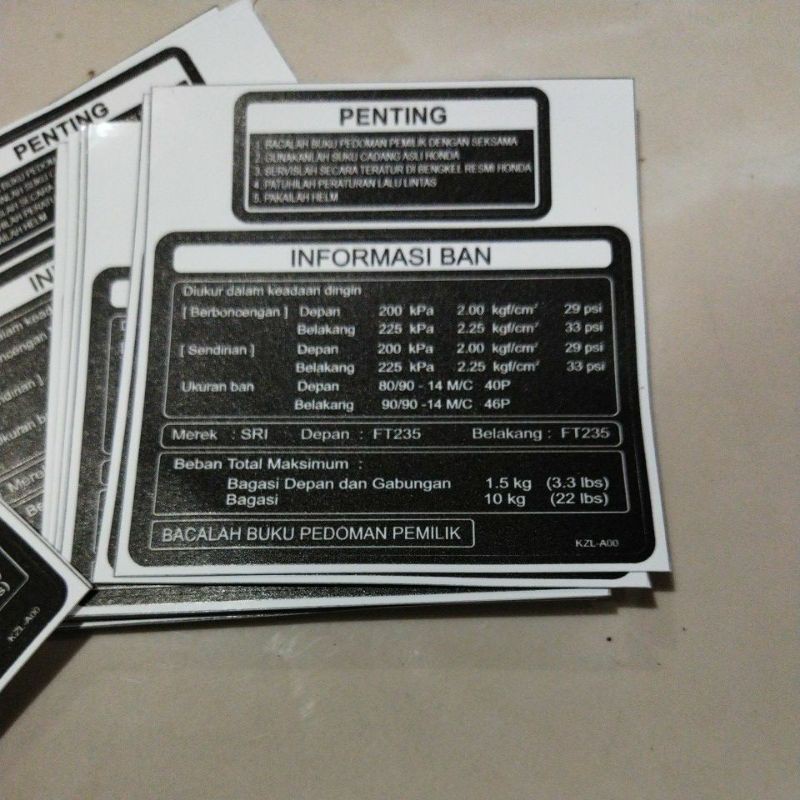 PENTING
1. BACALAH BUKU PEDOMAN PEMILIK DENGAN SEKSAMA
2. GUNAKANLAH SUKU CADANG ASLI HONDA
3. SERVISLAH SECARA TERATUR DI BENGKEL RESMI HONDA
4. PATUHILAH PERATURAN LALU LINTAS
5. PAKAILAH HELM
INFORMASI BAN
Diukur dalam keadaan dingin
[ Berboncengan ] Depan 200 kPa 2.00 kgf/cm² 29 psi
Belakang 225 kPa 2.25 kgf/cm² 33 psi
[ Sendirian ] Depan 200 kPa 2.00 kgf/cm² 29 psi
Belakang 225 kPa 2.25 kgf/cm² 33 psi
Ukuran ban Depan 80/90 - 14 M/C 40P
Belakang 90/90 -14 M/C 46P
Merek : SRI Depan : FT235 Belakang : FT235
Beban Total Maksimum :
Bagasi Depan dan Gabungan 1.5 kg (3.3 lbs)
Bagasi 10 kg (22 lbs)
BACALAH BUKU PEDOMAN PEMILIK
KZL-A00
PENTING
KZL-A00